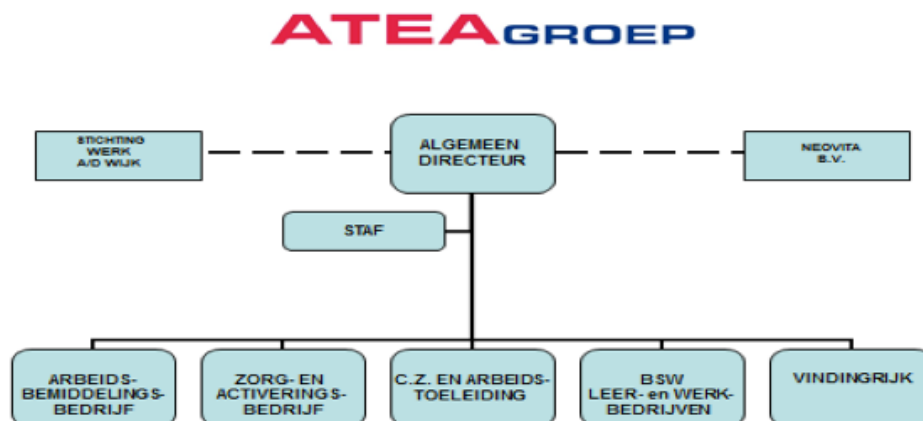 ATEAGROEP
STICHTING
WERK
A/D WIJK
ALGEMEEN
DIRECTEUR
NEOVITA
B.V.
STAF
ARBEIDS-
BEMIDDELINGS-
BEDRIJF
ZORG- EN
ACTIVERINGS-
BEDRIJF
C.Z. EN ARBEIDS-
TOELEIDING
BSW
LEER- en WERK-
BEDRIJVEN
VINDINGRIJK